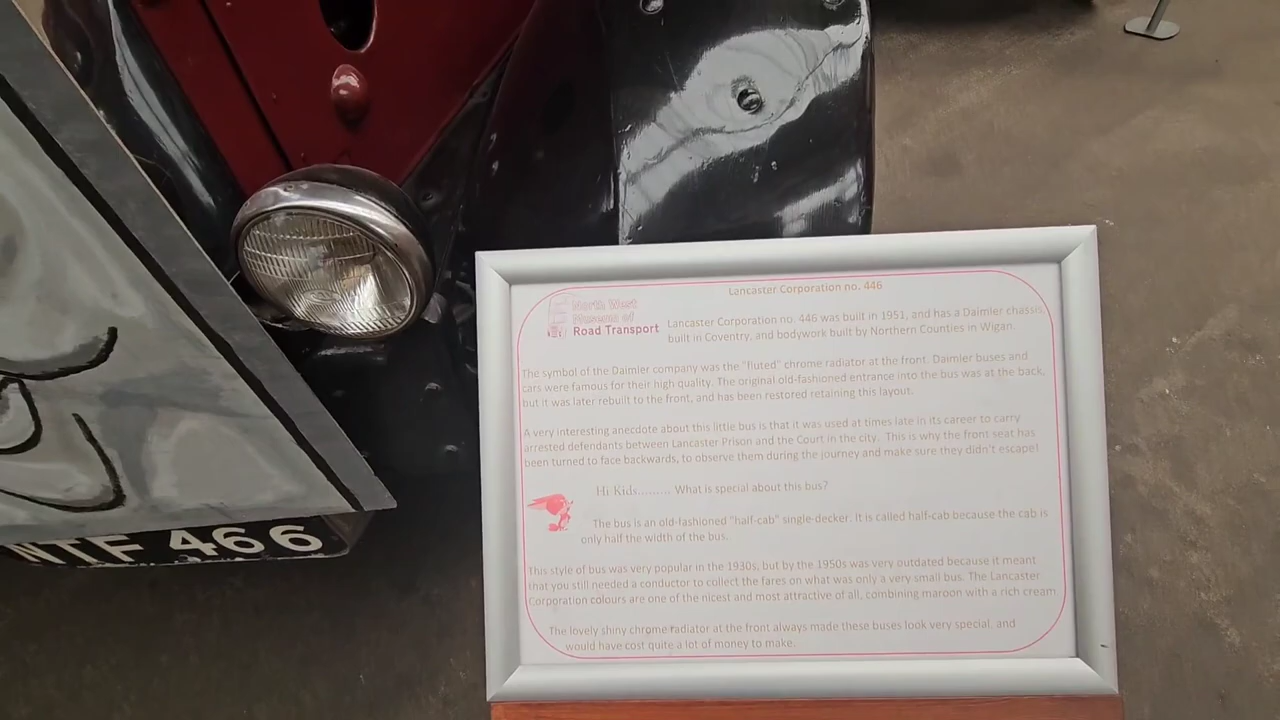 Lancaster Corporation no. 446
North West
Museum of
Road Transport
Lancaster Corporation no. 446 was built in 1951, and has a Daimler chassis,
built in Coventry, and bodywork built by Northern Counties in Wigan.
The symbol of the Daimler company was the "fluted" chrome radiator at the front. Daimler buses and
cars were famous for their high quality. The original old-fashioned entrance into the bus was at the back,
but it was later rebuilt to the front, and has been restored retaining this layout.
A very interesting anecdote about this little bus is that it was used at times late in its career to carry
arrested defendants between Lancaster Prison and the Court in the city. This is why the front seat has
been turned to face backwards, to observe them during the journey and make sure they didn't escape!
Hi Kids......... What is special about this bus?
The bus is an old-fashioned "half-cab" single-decker. It is called half-cab because the cab is
only half the width of the bus.
This style of bus was very popular in the 1930s, but by the 1950s was very outdated because it meant
that you still needed a conductor to collect the fares on what was only a very small bus. The Lancaster
Corporation colours are one of the nicest and most attractive of all, combining maroon with a rich cream
The lovely shiny chrome radiator at the front always made these buses look very special, and
would have cost quite a lot of money to make.
NTF 466